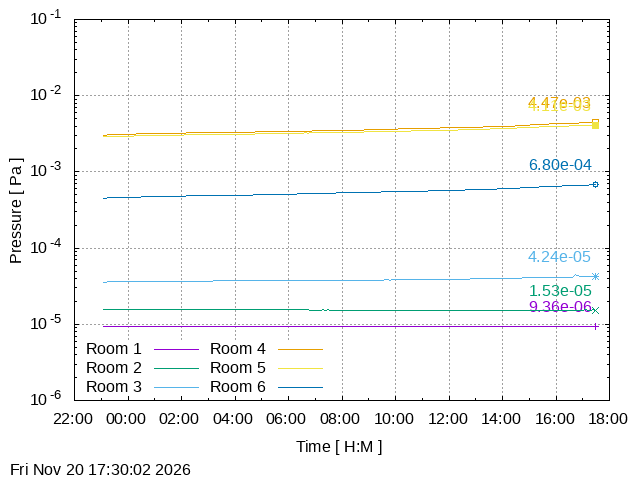 10^-1
10^-2
10^-3
10^-4
10^-5
10^-6
Pressure [ Pa ]
4.47e-03
4.11e-03
6.80e-04
4.24e-05
1.53e-05
9.36e-06
Room 1 Room 4
Room 2 Room 5
Room 3 Room 6
22:00 00:00 02:00 04:00 06:00 08:00 10:00 12:00 14:00 16:00 18:00
Time [ H:M ]
Fri Nov 20 17:30:02 2026